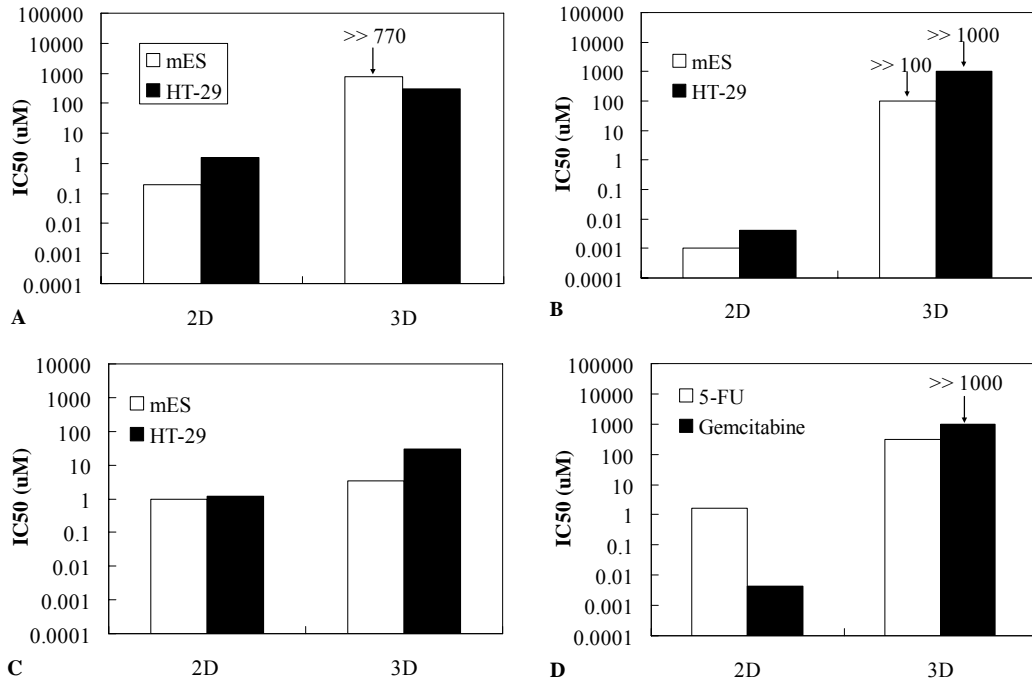 100000
10000
1000
100
10
1
0.1
0.01
0.001
0.0001
IC50 (uM)
mES
HT-29
>> 770
2D
3D
A
100000
10000
1000
100
10
1
0.1
0.01
0.001
0.0001
IC50 (uM)
mES
HT-29
>> 1000
>> 100
2D
3D
B
10000
1000
100
10
1
0.1
0.01
0.001
0.0001
IC50 (uM)
mES
HT-29
2D
3D
C
100000
10000
1000
100
10
1
0.1
0.01
0.001
0.0001
IC50 (uM)
5-FU
Gemcitabine
>> 1000
2D
3D
D